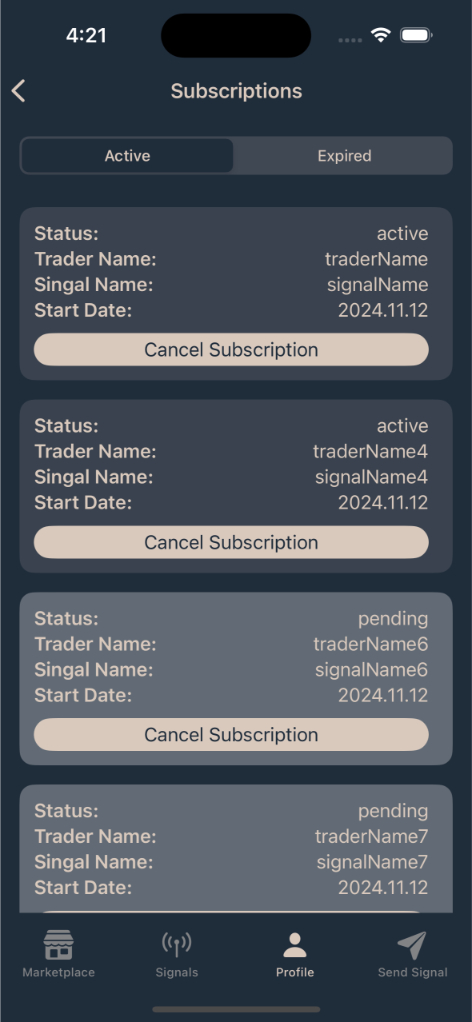 4:21
Subscriptions
Active Expired
Status: active
Trader Name: traderName
Singal Name: signalName
Start Date: 2024.11.12
Cancel Subscription
Status: active
Trader Name: traderName4
Singal Name: signalName4
Start Date: 2024.11.12
Cancel Subscription
Status: pending
Trader Name: traderName6
Singal Name: signalName6
Start Date: 2024.11.12
Cancel Subscription
Status: pending
Trader Name: traderName7
Singal Name: signalName7
Start Date: 2024.11.12
Marketplace Signals Profile Send Signal